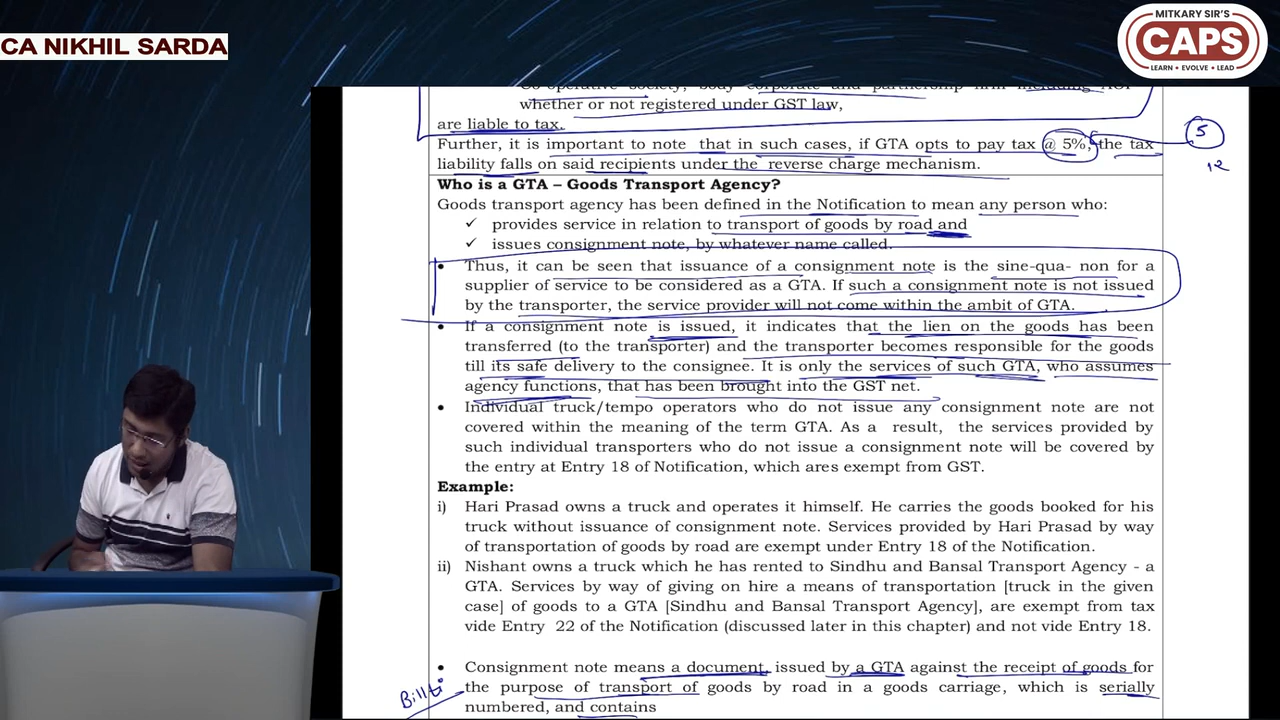 CA NIKHIL SARDA
MITKARY SIR'S
CAPS
LEARN • EVOLVE • LEAD
Co-operative society, body corporate and partnership firm including AOP
whether or not registered under GST law,
are liable to tax.
Further, it is important to note that in such cases, if GTA opts to pay tax @ 5%, the tax
liability falls on said recipients under the reverse charge mechanism.
5
12
Who is a GTA – Goods Transport Agency?
Goods transport agency has been defined in the Notification to mean any person who:
✓ provides service in relation to transport of goods by road and
✓ issues consignment note, by whatever name called.
• Thus, it can be seen that issuance of a consignment note is the sine-qua- non for a
supplier of service to be considered as a GTA. If such a consignment note is not issued
by the transporter, the service provider will not come within the ambit of GTA.
• If a consignment note is issued, it indicates that the lien on the goods has been
transferred (to the transporter) and the transporter becomes responsible for the goods
till its safe delivery to the consignee. It is only the services of such GTA, who assumes
agency functions, that has been brought into the GST net.
• Individual truck/tempo operators who do not issue any consignment note are not
covered within the meaning of the term GTA. As a result, the services provided by
such individual transporters who do not issue a consignment note will be covered by
the entry at Entry 18 of Notification, which ares exempt from GST.
Example:
i) Hari Prasad owns a truck and operates it himself. He carries the goods booked for his
truck without issuance of consignment note. Services provided by Hari Prasad by way
of transportation of goods by road are exempt under Entry 18 of the Notification.
ii) Nishant owns a truck which he has rented to Sindhu and Bansal Transport Agency - a
GTA. Services by way of giving on hire a means of transportation [truck in the given
case] of goods to a GTA [Sindhu and Bansal Transport Agency], are exempt from tax
vide Entry 22 of the Notification (discussed later in this chapter) and not vide Entry 18.
• Consignment note means a document, issued by a GTA against the receipt of goods for
the purpose of transport of goods by road in a goods carriage, which is serially
numbered, and contains
Billti